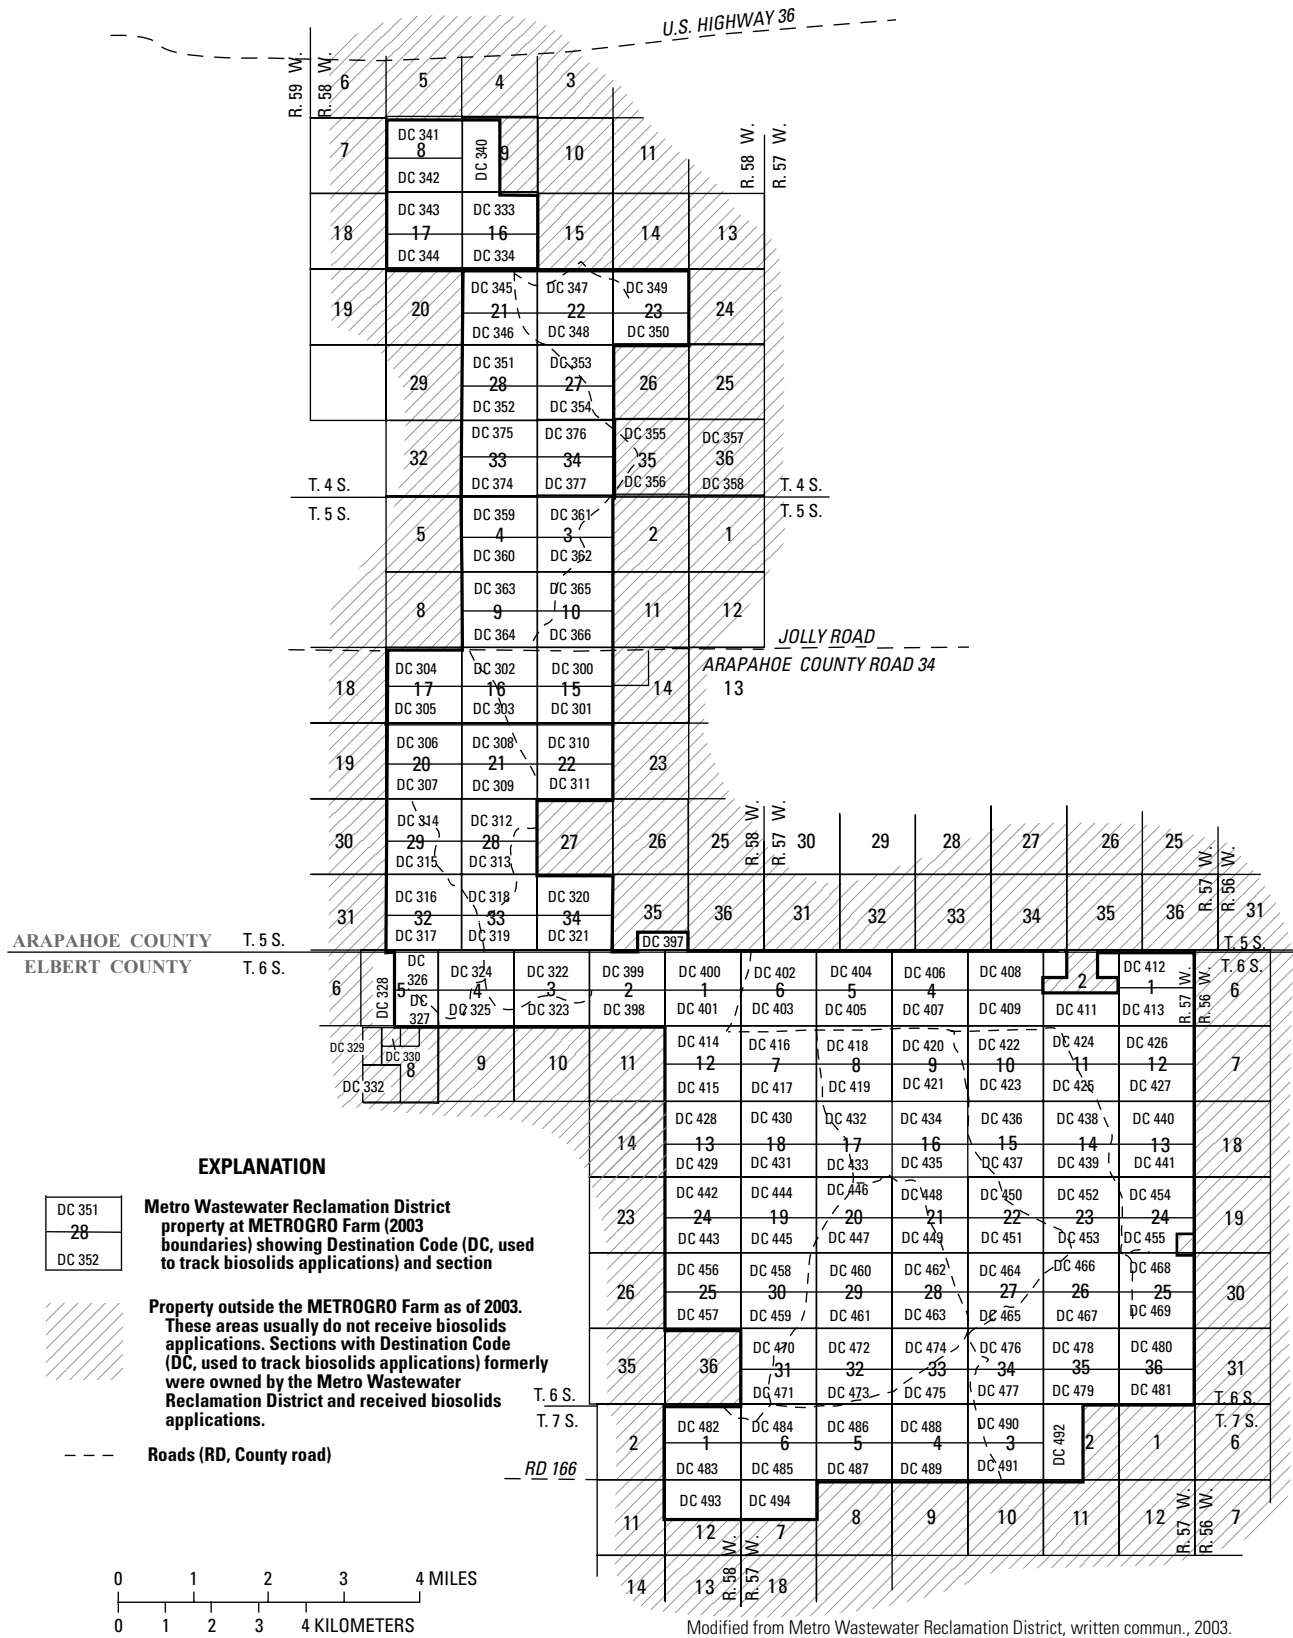 U.S. HIGHWAY 36
R. 59 W.
R. 58 W.
6 5 4 3
7 DC 341 8 DC 342 DC 340 9 10 11
R. 58 W.
R. 57 W.
DC 343 DC 333
18 17 16 15 14 13
DC 344 DC 334
DC 345 DC 347 DC 349
19 20 21 22 23 24
DC 346 DC 348 DC 350
DC 351 DC 353
29 28 27 26 25
DC 352 DC 354
DC 375 DC 376 DC 355 DC 357
32 33 34 35 36
DC 374 DC 377 DC 356 DC 358
T. 4 S. T. 4 S.
T. 5 S. T. 5 S.
DC 359 DC 361
5 4 3 2 1
DC 360 DC 362
DC 363 DC 365
8 9 10 11 12
DC 364 DC 366
JOLLY ROAD
ARAPAHOE COUNTY ROAD 34
DC 304 DC 302 DC 300
18 17 16 15 14 13
DC 305 DC 303 DC 301
DC 306 DC 308 DC 310
19 20 21 22 23
DC 307 DC 309 DC 311
DC 314 DC 312
30 29 28 27 26 25 R. 58 W. R. 57 W. 30 29 28 27 26 25
DC 315 DC 313
R. 57 W. R. 56 W.
DC 316 DC 318 DC 320
31 32 33 34 35 36 31 32 33 34 35 36 31
DC 317 DC 319 DC 321 DC 397
ARAPAHOE COUNTY T. 5 S. T. 5 S.
ELBERT COUNTY T. 6 S. T. 6 S.
DC 326 DC 324 DC 322 DC 399 DC 400 DC 402 DC 404 DC 406 DC 408 DC 412
6 DC 328 5 4 3 2 1 6 5 4 2 1 R. 57 W. R. 56 W. 6
DC 327 DC 325 DC 323 DC 398 DC 401 DC 403 DC 405 DC 407 DC 409 DC 411 DC 413
DC 414 DC 416 DC 418 DC 420 DC 422 DC 424 DC 426
DC 329 DC 330
8 9 10 11 12 7 8 9 10 11 12 7
DC 332 DC 415 DC 417 DC 419 DC 421 DC 423 DC 425 DC 427
DC 428 DC 430 DC 432 DC 434 DC 436 DC 438 DC 440
14 13 18 17 16 15 14 13 18
DC 429 DC 431 DC 433 DC 435 DC 437 DC 439 DC 441
DC 442 DC 444 DC 446 DC 448 DC 450 DC 452 DC 454
23 24 19 20 21 22 23 24 19
DC 443 DC 445 DC 447 DC 449 DC 451 DC 453 DC 455
DC 456 DC 458 DC 460 DC 462 DC 464 DC 466 DC 468
26 25 30 29 28 27 26 25 30
DC 457 DC 459 DC 461 DC 463 DC 465 DC 467 DC 469
DC 470 DC 472 DC 474 DC 476 DC 478 DC 480
35 36 31 32 33 34 35 36 31
DC 471 DC 473 DC 475 DC 477 DC 479 DC 481
T. 6 S. T. 6 S.
T. 7 S. T. 7 S.
DC 482 DC 484 DC 486 DC 488 DC 490
2 1 6 5 4 3 DC 492 2 1 6
DC 483 DC 485 DC 487 DC 489 DC 491
RD 166
DC 493 DC 494
11 12 7 8 9 10 11 12 7
R. 58 W. R. 57 W. R. 57 W. R. 56 W.
14 13 18
EXPLANATION
DC 351
28
DC 352
Metro Wastewater Reclamation District
property at METROGRO Farm (2003
boundaries) showing Destination Code (DC, used
to track biosolids applications) and section
Property outside the METROGRO Farm as of 2003.
These areas usually do not receive biosolids
applications. Sections with Destination Code
(DC, used to track biosolids applications) formerly
were owned by the Metro Wastewater
Reclamation District and received biosolids
applications.
Roads (RD, County road)
0 1 2 3 4 MILES
0 1 2 3 4 KILOMETERS
Modified from Metro Wastewater Reclamation District, written commun., 2003.